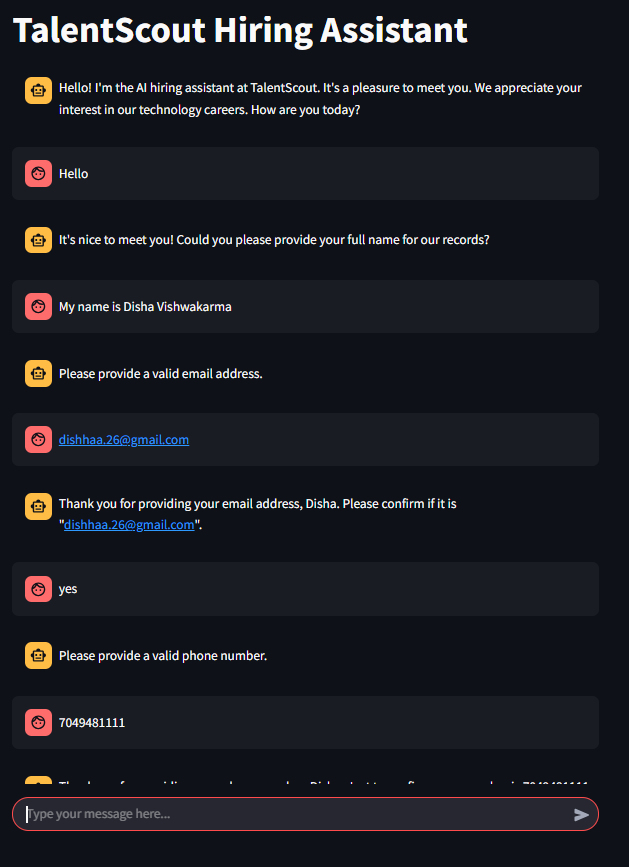 TalentScout Hiring Assistant
Hello! I'm the AI hiring assistant at TalentScout. It's a pleasure to meet you. We appreciate your
interest in our technology careers. How are you today?
Hello
It's nice to meet you! Could you please provide your full name for our records?
My name is Disha Vishwakarma
Please provide a valid email address.
dishhaa.26@gmail.com
Thank you for providing your email address, Disha. Please confirm if it is
"dishhaa.26@gmail.com".
yes
Please provide a valid phone number.
7049481111
Type your message here...